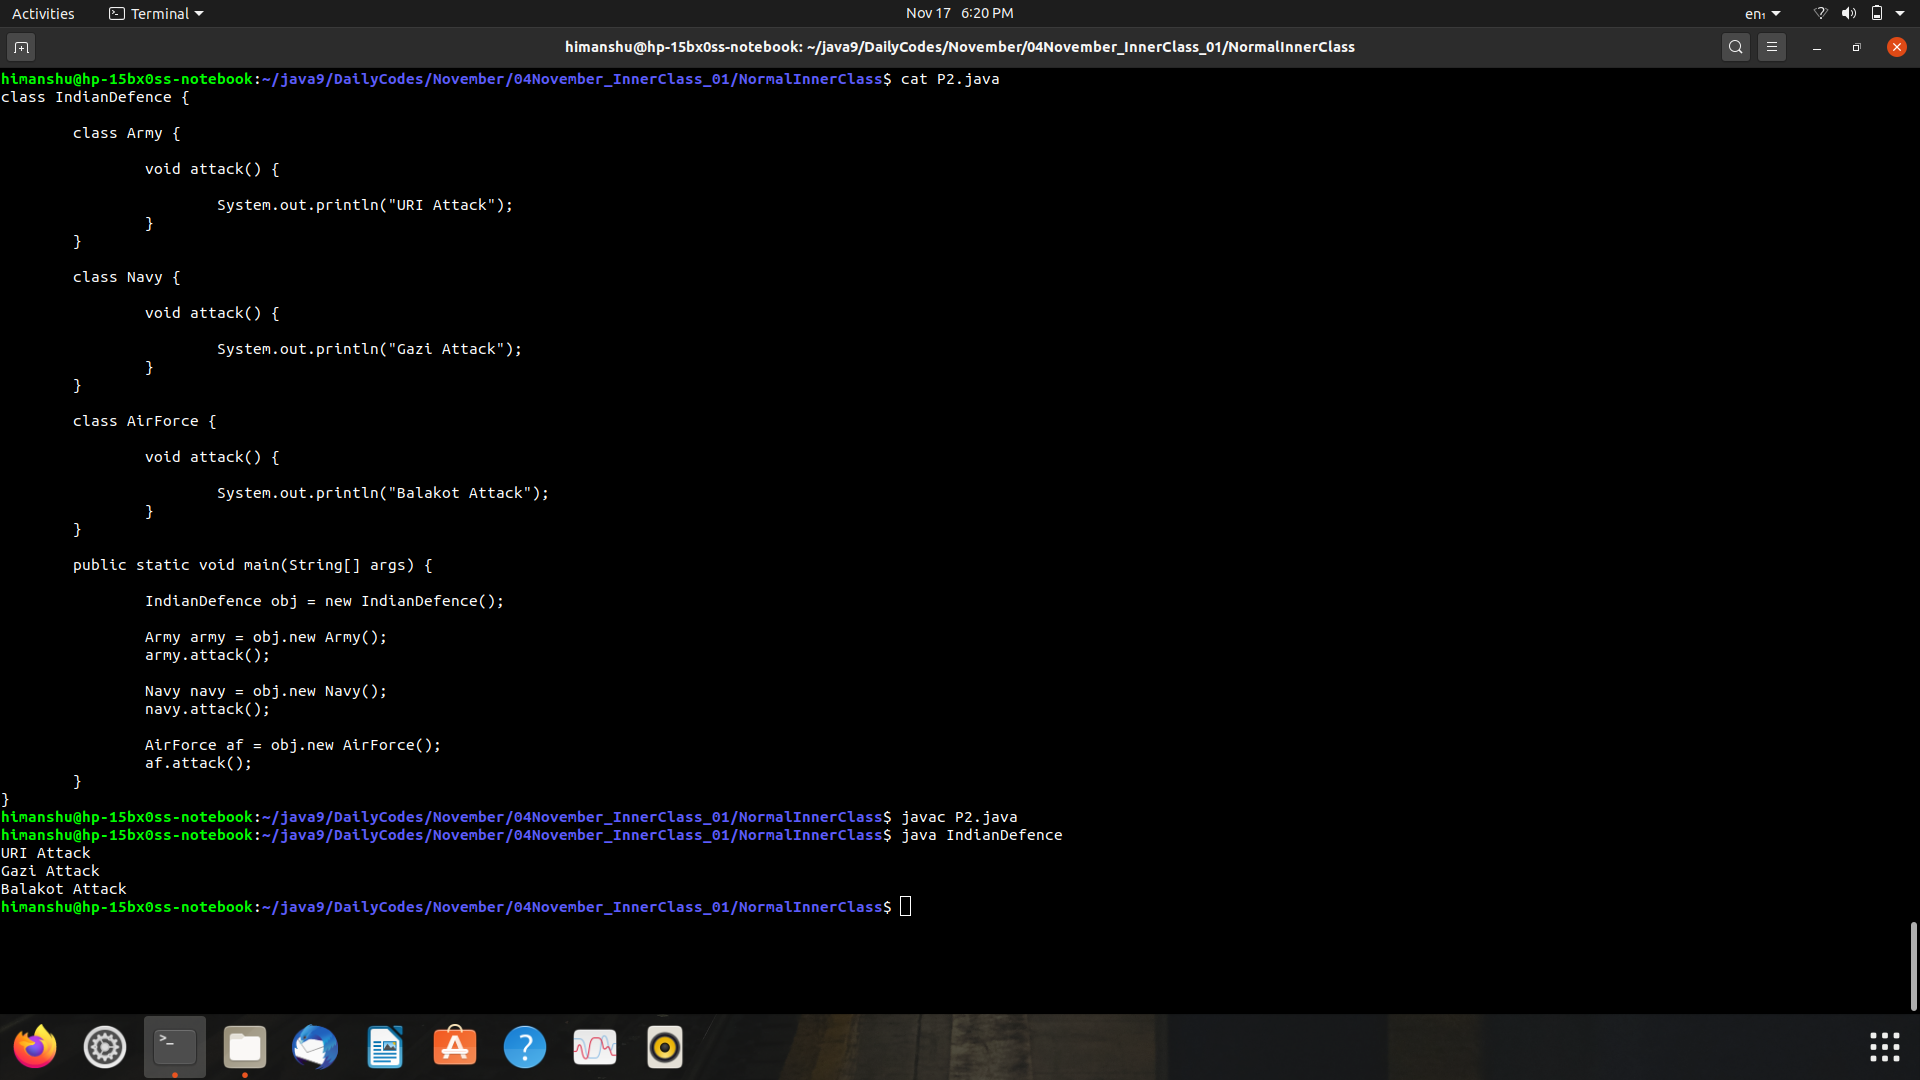 Activities Terminal Nov 17 6:20 PM en₁
himanshu@hp-15bx0ss-notebook: ~/java9/DailyCodes/November/04November_InnerClass_01/NormalInnerClass
himanshu@hp-15bx0ss-notebook:~/java9/DailyCodes/November/04November_InnerClass_01/NormalInnerClass$ cat P2.java
class IndianDefence {
class Army {
void attack() {
System.out.println("URI Attack");
}
}
class Navy {
void attack() {
System.out.println("Gazi Attack");
}
}
class AirForce {
void attack() {
System.out.println("Balakot Attack");
}
}
public static void main(String[] args) {
IndianDefence obj = new IndianDefence();
Army army = obj.new Army();
army.attack();
Navy navy = obj.new Navy();
navy.attack();
AirForce af = obj.new AirForce();
af.attack();
}
}
himanshu@hp-15bx0ss-notebook:~/java9/DailyCodes/November/04November_InnerClass_01/NormalInnerClass$ javac P2.java
himanshu@hp-15bx0ss-notebook:~/java9/DailyCodes/November/04November_InnerClass_01/NormalInnerClass$ java IndianDefence
URI Attack
Gazi Attack
Balakot Attack
himanshu@hp-15bx0ss-notebook:~/java9/DailyCodes/November/04November_InnerClass_01/NormalInnerClass$